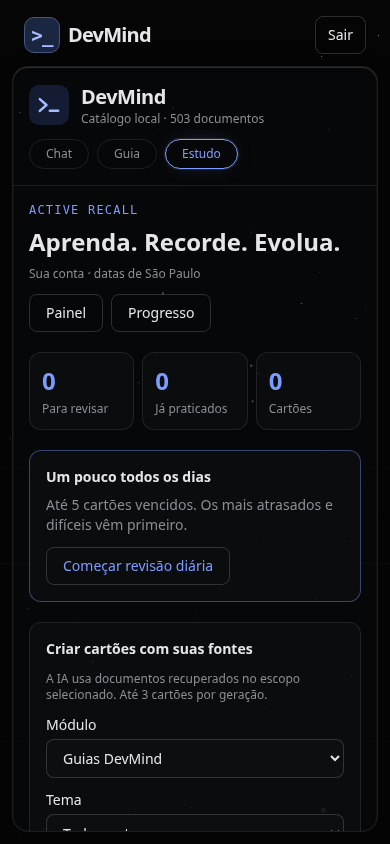 >_ DevMind Sair
DevMind
Catálogo local · 503 documentos
Chat Guia Estudo
ACTIVE RECALL
Aprenda. Recorde. Evolua.
Sua conta · datas de São Paulo
Painel Progresso
0 0 0
Para revisar Já praticados Cartões
Um pouco todos os dias
Até 5 cartões vencidos. Os mais atrasados e
difíceis vêm primeiro.
Começar revisão diária
Criar cartões com suas fontes
A IA usa documentos recuperados no escopo
selecionado. Até 3 cartões por geração.
Módulo
Guias DevMind
Tema